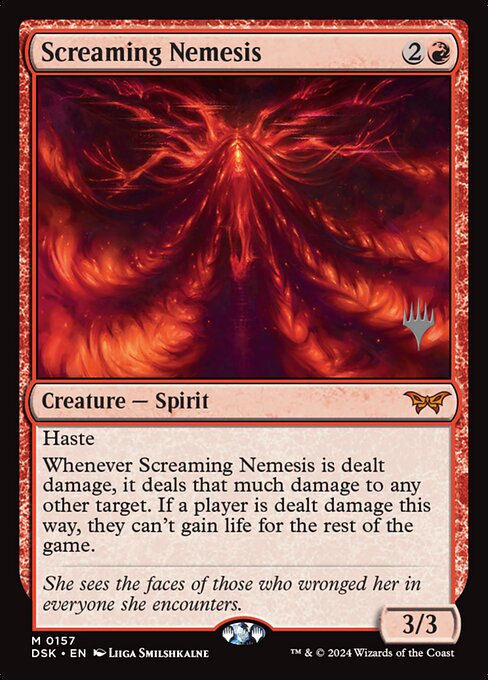 Screaming Nemesis 2
Creature — Spirit
Haste
Whenever Screaming Nemesis is dealt
damage, it deals that much damage to any
other target. If a player is dealt damage this
way, they can't gain life for the rest of the
game.
She sees the faces of those who wronged her in
everyone she encounters.
3/3
M 0157
DSK • EN Liiga Smilshkalne
™ & © 2024 Wizards of the Coast